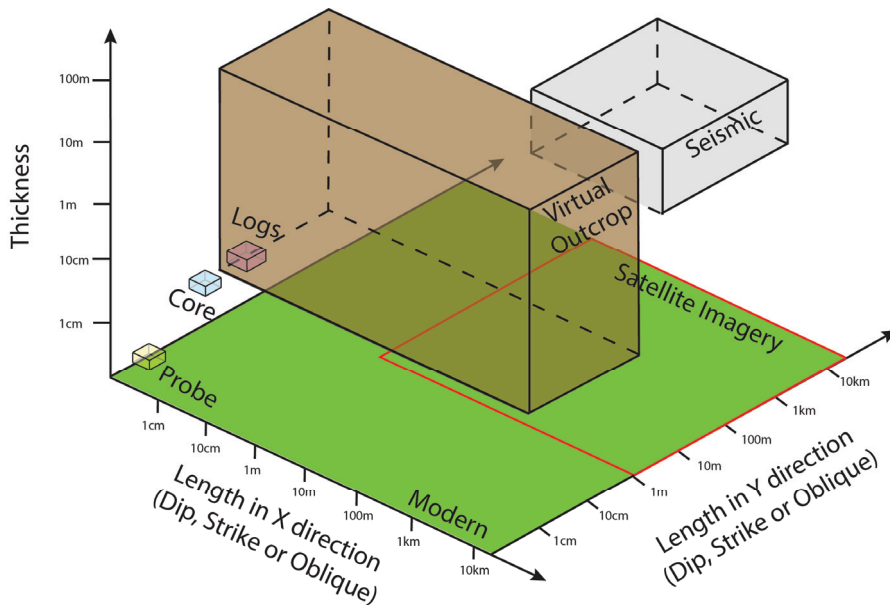 Thickness
100m
10m
1m
10cm
1cm
Logs
Core
Probe
Virtual
Outcrop
Seismic
Satellite Imagery
Modern
1cm
10cm
1m
10m
100m
1km
10km
Length in X direction
(Dip, Strike or Oblique)
1cm
10cm
1m
10m
100m
1km
10km
Length in Y direction
(Dip, Strike or Oblique)